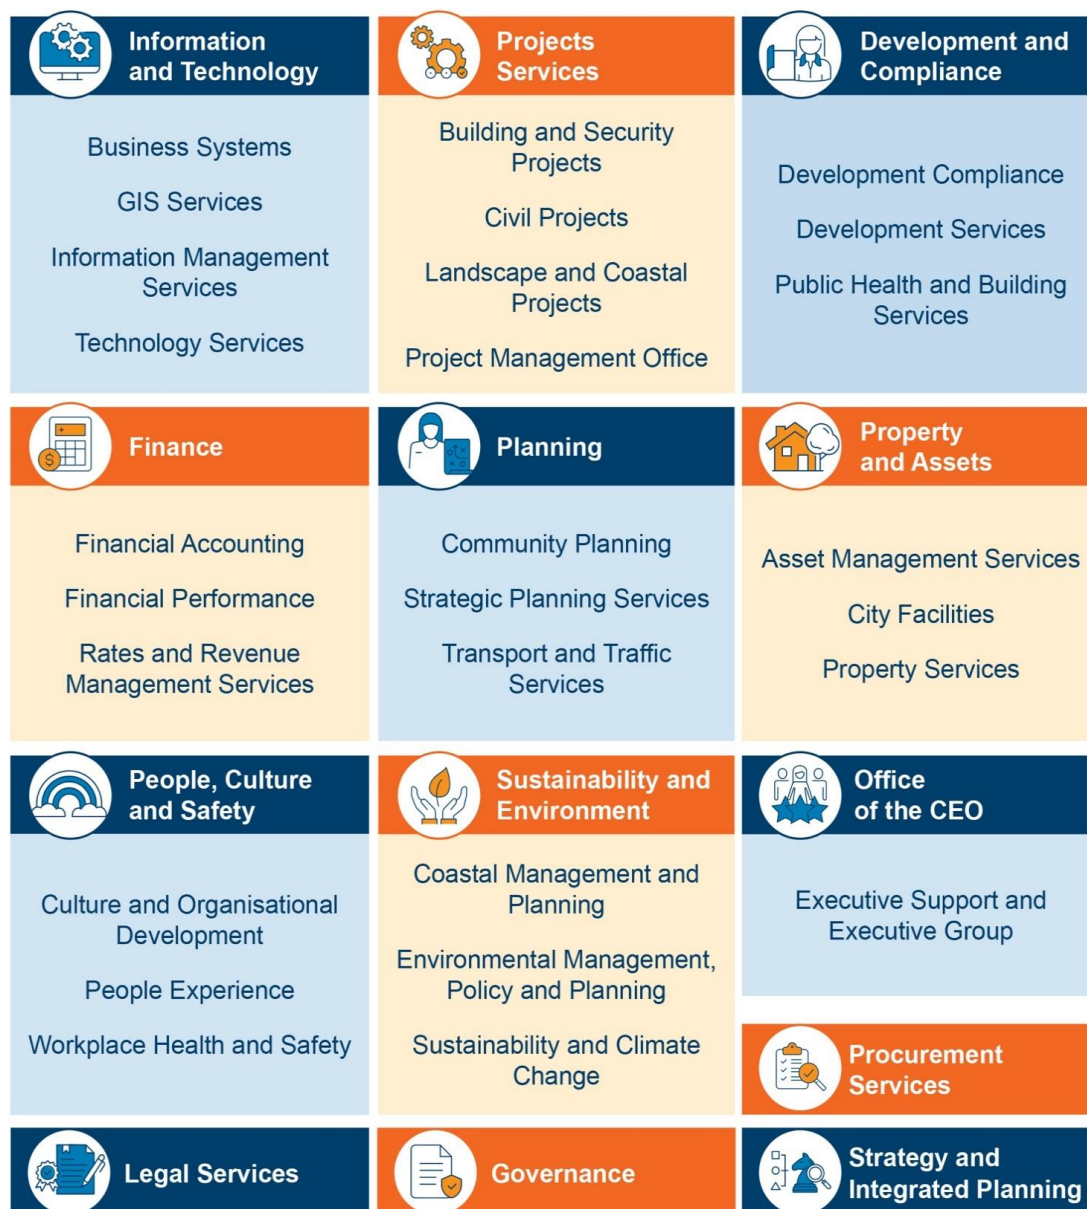 Information
and Technology
Business Systems
GIS Services
Information Management
Services
Technology Services
Projects
Services
Building and Security
Projects
Civil Projects
Landscape and Coastal
Projects
Project Management Office
Development and
Compliance
Development Compliance
Development Services
Public Health and Building
Services
Finance
Financial Accounting
Financial Performance
Rates and Revenue
Management Services
Planning
Community Planning
Strategic Planning Services
Transport and Traffic
Services
Property
and Assets
Asset Management Services
City Facilities
Property Services
People, Culture
and Safety
Culture and Organisational
Development
People Experience
Workplace Health and Safety
Sustainability and
Environment
Coastal Management and
Planning
Environmental Management,
Policy and Planning
Sustainability and Climate
Change
Office
of the CEO
Executive Support and
Executive Group
Procurement
Services
Legal Services
Governance
Strategy and
Integrated Planning